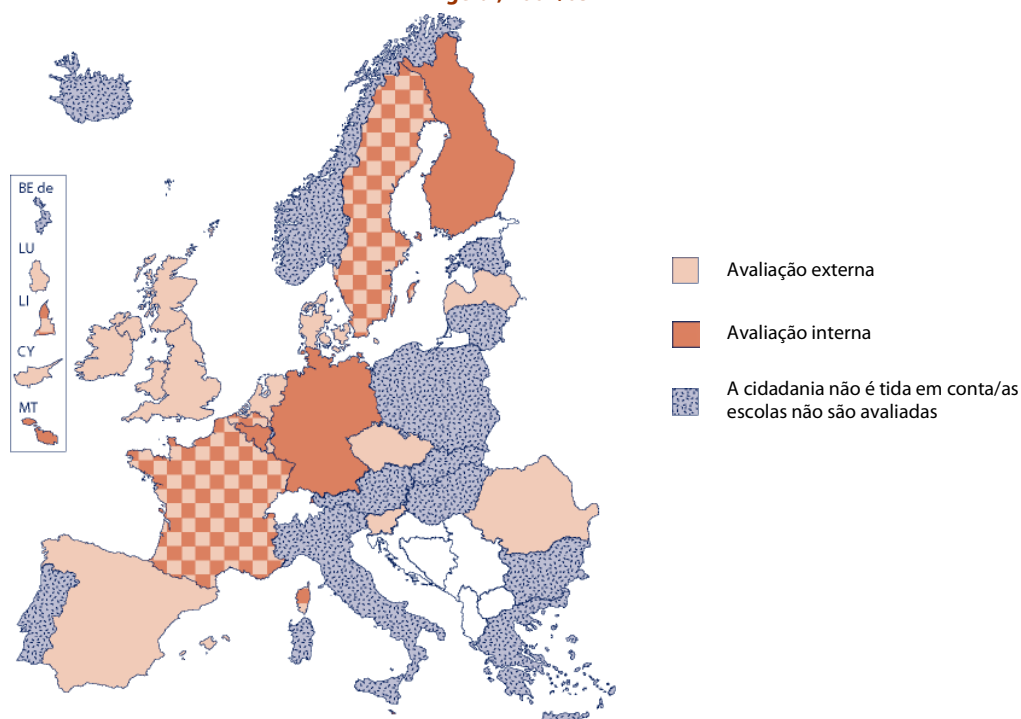 BE de
LU
LI
CY
MT
Avaliação externa
Avaliação interna
A cidadania não é tida em conta/as
escolas não são avaliadas